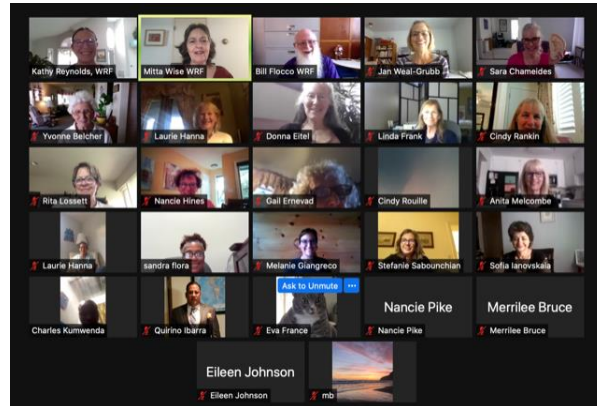 Kathy Reynolds, WRF
Mitta Wise WRF
Bill Flocco WRF
Jan Weal-Grubb
Sara Chameides
Yvonne Belcher
Laurie Hanna
Donna Eitel
Linda Frank
Cindy Rankin
Rita Lossett
Nancie Hines
Gail Ernevad
Cindy Rouille
Anita Melcombe
Laurie Hanna
sandra flora
Melanie Giangreco
Stefanie Sabounchian
Sofia Ianovskaia
Charles Kumwenda
Quirino Ibarra
Ask to Unmute ...
Eva France
Nancie Pike
Nancie Pike
Merrilee Bruce
Merrilee Bruce
Eileen Johnson
Eileen Johnson
mb